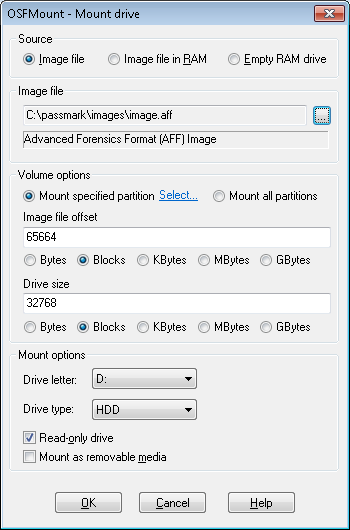 OSFMount - Mount drive
Source
Image file Image file in RAM Empty RAM drive
Image file
C:\passmark\images\image.aff ...
Advanced Forensics Format (AFF) Image
Volume options
Mount specified partition Select... Mount all partitions
Image file offset
65664
Bytes Blocks KBytes MBytes GBytes
Drive size
32768
Bytes Blocks KBytes MBytes GBytes
Mount options
Drive letter: D:
Drive type: HDD
Read-only drive
Mount as removable media
OK Cancel Help